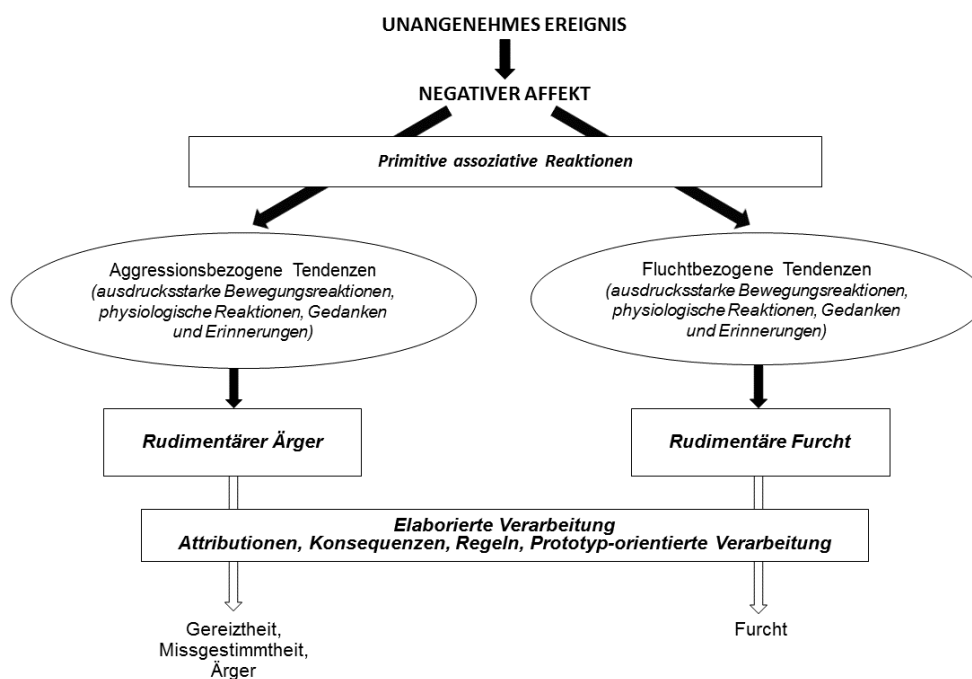 UNANGENEHMES EREIGNIS
NEGATIVER AFFEKT
Primitive assoziative Reaktionen
Aggressionsbezogene Tendenzen
(ausdrucksstarke Bewegungsreaktionen,
physiologische Reaktionen, Gedanken
und Erinnerungen)
Fluchtbezogene Tendenzen
(ausdrucksstarke Bewegungsreaktionen,
physiologische Reaktionen, Gedanken
und Erinnerungen)
Rudimentärer Ärger
Rudimentäre Furcht
Elaborierte Verarbeitung
Attributionen, Konsequenzen, Regeln, Prototyp-orientierte Verarbeitung
Gereiztheit,
Missgestimmtheit,
Ärger
Furcht